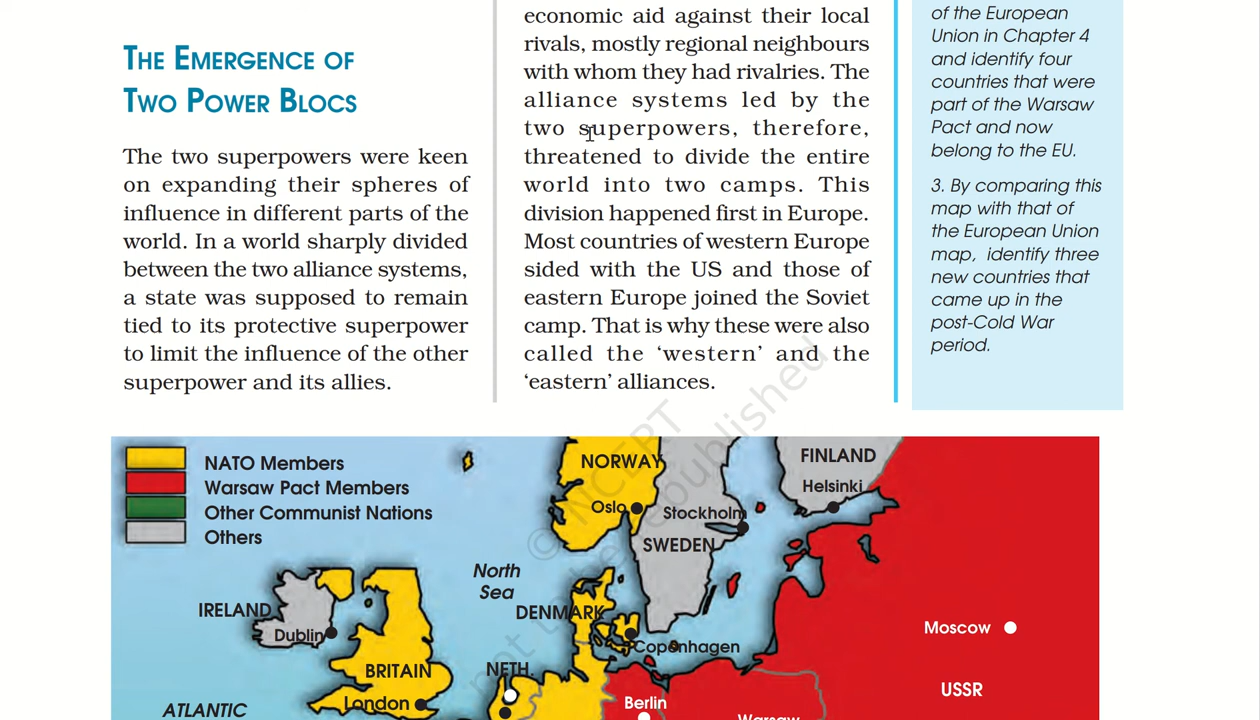 THE EMERGENCE OF
TWO POWER BLOCS
The two superpowers were keen
on expanding their spheres of
influence in different parts of the
world. In a world sharply divided
between the two alliance systems,
a state was supposed to remain
tied to its protective superpower
to limit the influence of the other
superpower and its allies.
economic aid against their local
rivals, mostly regional neighbours
with whom they had rivalries. The
alliance systems led by the
two superpowers, therefore,
threatened to divide the entire
world into two camps. This
division happened first in Europe.
Most countries of western Europe
sided with the US and those of
eastern Europe joined the Soviet
camp. That is why these were also
called the ‘western’ and the
‘eastern’ alliances.
of the European
Union in Chapter 4
and identify four
countries that were
part of the Warsaw
Pact and now
belong to the EU.
3. By comparing this
map with that of
the European Union
map, identify three
new countries that
came up in the
post-Cold War
period.
© NCERT
not to be republished
NATO Members
Warsaw Pact Members
Other Communist Nations
Others
NORWAY
FINLAND
Helsinki
Oslo
Stockholm
SWEDEN
North
Sea
IRELAND
DENMARK
Dublin
Moscow
Copenhagen
BRITAIN
NETH
USSR
London
Berlin
ATLANTIC
Warsaw